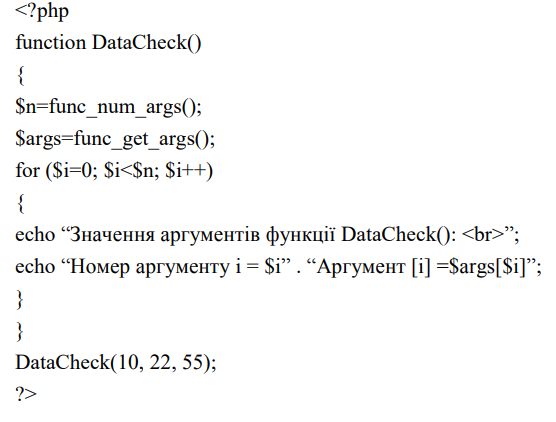 <?php
function DataCheck()
{
$n=func_num_args();
$args=func_get_args();
for ($i=0; $i<$n; $i++)
{
echo “Значення аргументів функції DataCheck(): <br>”;
echo “Номер аргументу i = $i” . “Аргумент [i] =$args[$i]”;
}
}
DataCheck(10, 22, 55);
?>